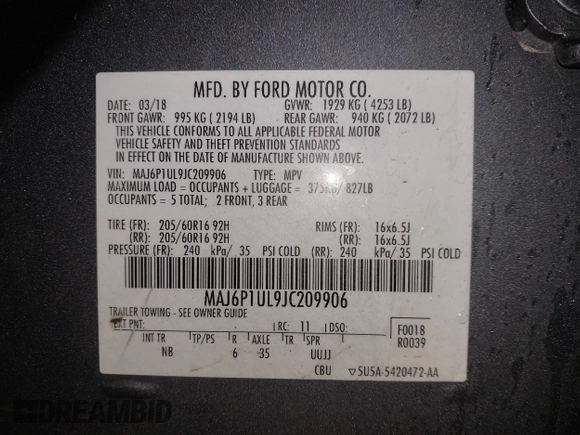 MFD. BY FORD MOTOR CO.
DATE: 03/18 GVWR: 1929 KG ( 4253 LB)
FRONT GAWR: 995 KG ( 2194 LB) REAR GAWR: 940 KG ( 2072 LB)
THIS VEHICLE CONFORMS TO ALL APPLICABLE FEDERAL MOTOR
VEHICLE SAFETY AND THEFT PREVENTION STANDARDS
IN EFFECT ON THE DATE OF MANUFACTURE SHOWN ABOVE.
VIN: MAJ6P1UL9JC209906 TYPE: MPV
MAXIMUM LOAD = OCCUPANTS + LUGGAGE = 375KG/ 827LB
OCCUPANTS = 5 TOTAL; 2 FRONT, 3 REAR
TIRE (FR): 205/60R16 92H RIMS (FR): 16x6.5J
(RR): 205/60R16 92H (RR): 16x6.5J
PRESSURE (FR): 240 kPa/ 35 PSI COLD (RR): 240 kPa/ 35 PSI COLD
MAJ6P1UL9JC209906
TRAILER TOWING - SEE OWNER GUIDE
EXT PNT: RC: 11 DSO: F0018
INT TR TP/PS R AXLE TR SPR R0039
NB 6 35 UUJJ
CBU ▽5U5A-5420472-AA
DREAMBID